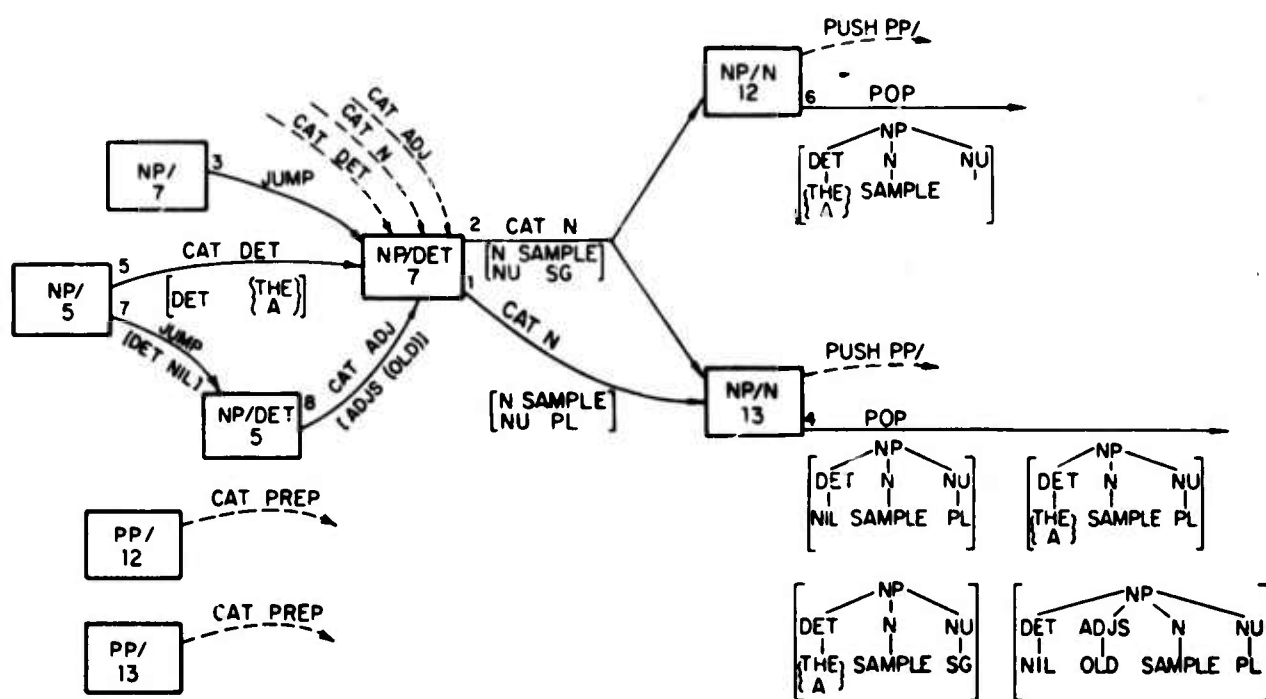 PUSH PP/
NP/N
12
6 POP
NP
DET N NU
{THE SAMPLE
A}
CAT ADJ
CAT N
CAT DET
NP/
7
3 JUMP
NP/DET
7
2 CAT N
[N SAMPLE
NU SG]
1 CAT N
[N SAMPLE
NU PL]
NP/
5
5 CAT DET
[DET {THE
A}]
7 JUMP
[DET NIL]
NP/DET
5
8 CAT ADJ
[ADJS (OLD)]
PUSH PP/
NP/N
13
4 POP
NP
DET N NU
NIL SAMPLE PL
NP
DET N NU
{THE SAMPLE PL
A}
NP
DET N NU
{THE SAMPLE SG
A}
NP
DET ADJS N NU
NIL OLD SAMPLE PL
PP/
12
CAT PREP
PP/
13
CAT PREP